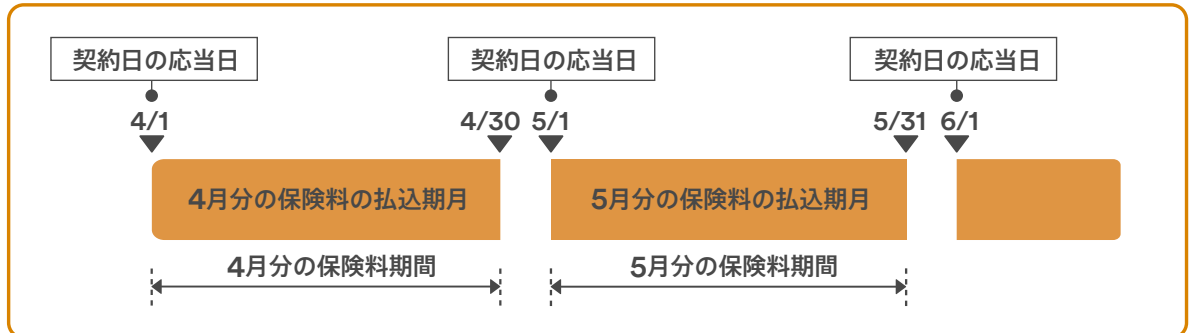 契約日の応当日 契約日の応当日 契約日の応当日
4/1 4/30 5/1 5/31 6/1
4月分の保険料の払込期月 5月分の保険料の払込期月
4月分の保険料期間 5月分の保険料期間